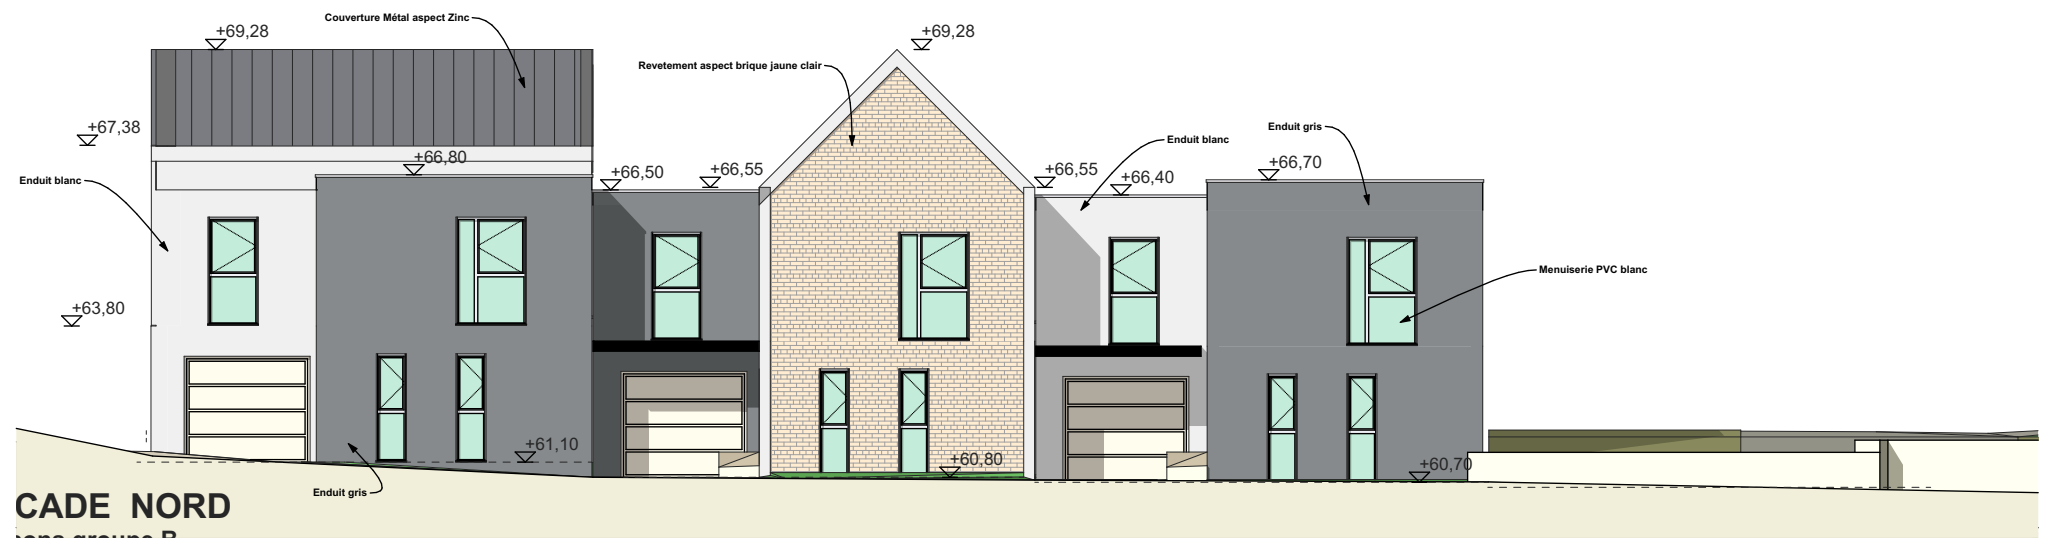 Couverture Métal aspect Zinc
+69,28
+69,28
Revetement aspect brique jaune clair
+67,38
Enduit gris
Enduit blanc
+66,80
+66,50
+66,55
+66,55
+66,40
+66,70
Enduit blanc
Menuiserie PVC blanc
+63,80
+61,10
+60,80
+60,70
Enduit gris
CADE NORD
groupe B